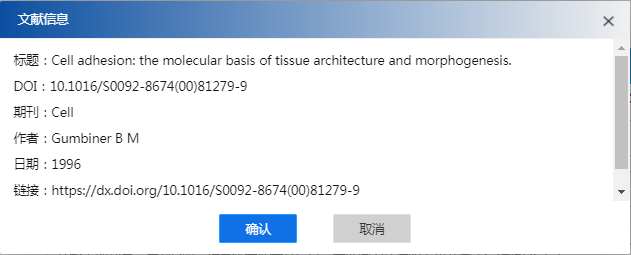 文献信息
标题：Cell adhesion: the molecular basis of tissue architecture and morphogenesis.
DOI：10.1016/S0092-8674(00)81279-9
期刊：Cell
作者：Gumbiner B M
日期：1996
链接：https://dx.doi.org/10.1016/S0092-8674(00)81279-9
确认 取消